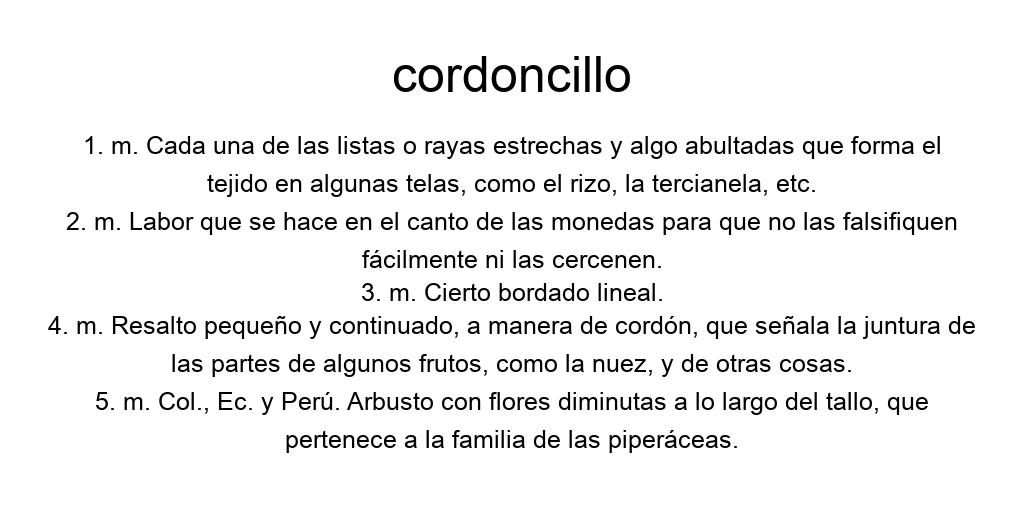 cordoncillo
1. m. Cada una de las listas o rayas estrechas y algo abultadas que forma el
tejido en algunas telas, como el rizo, la tercianela, etc.
2. m. Labor que se hace en el canto de las monedas para que no las falsifiquen
fácilmente ni las cercenen.
3. m. Cierto bordado lineal.
4. m. Resalto pequeño y continuado, a manera de cordón, que señala la juntura de
las partes de algunos frutos, como la nuez, y de otras cosas.
5. m. Col., Ec. y Perú. Arbusto con flores diminutas a lo largo del tallo, que
pertenece a la familia de las piperáceas.